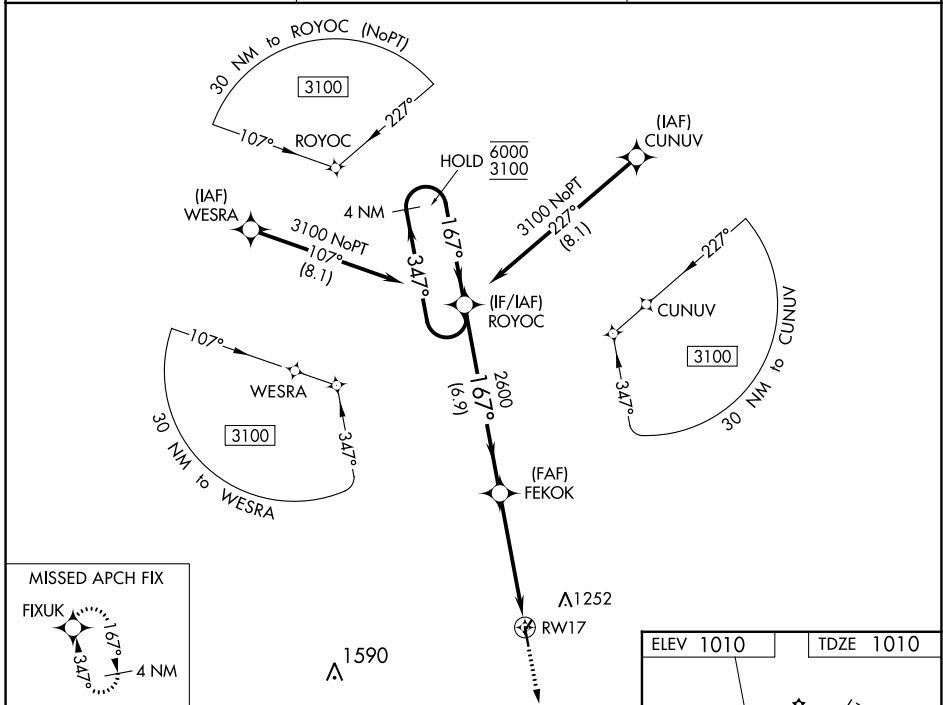 30 NM to ROYOC (NoPT)
3100
107°
227°
ROYOC
HOLD 6000
3100
4 NM
167°
347°
(IAF)
CUNUV
3100 NoPT
227°
(8.1)
(IAF)
WESRA
3100 NoPT
107°
(8.1)
(IF/IAF)
ROYOC
227°
CUNUV
3100
347°
30 NM to CUNUV
107°
WESRA
3100
347°
30 NM to WESRA
2600
167°
(6.9)
(FAF)
FEKOK
1252
RW17
1590
MISSED APCH FIX
FIXUK
167°
347°
4 NM
ELEV 1010
TDZE 1010